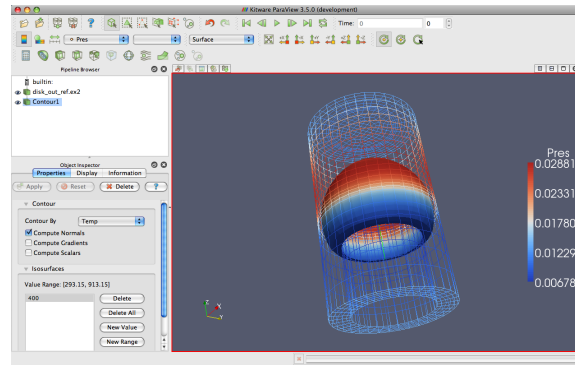 Kitware ParaView 3.5.0 (development)
Time: 0
0
Pres
Surface
Pipeline Browser
builtin:
disk_out_ref.ex2
Contour1
Object Inspector
Properties
Display
Information
Apply
Reset
Delete
?
Contour
Contour By
Temp
Compute Normals
Compute Gradients
Compute Scalars
Isosurfaces
Value Range: [293.15, 913.15]
400
Delete
Delete All
New Value
New Range
Pres
0.02881
0.02331
0.01780
0.01229
0.00678
Z
X
Y